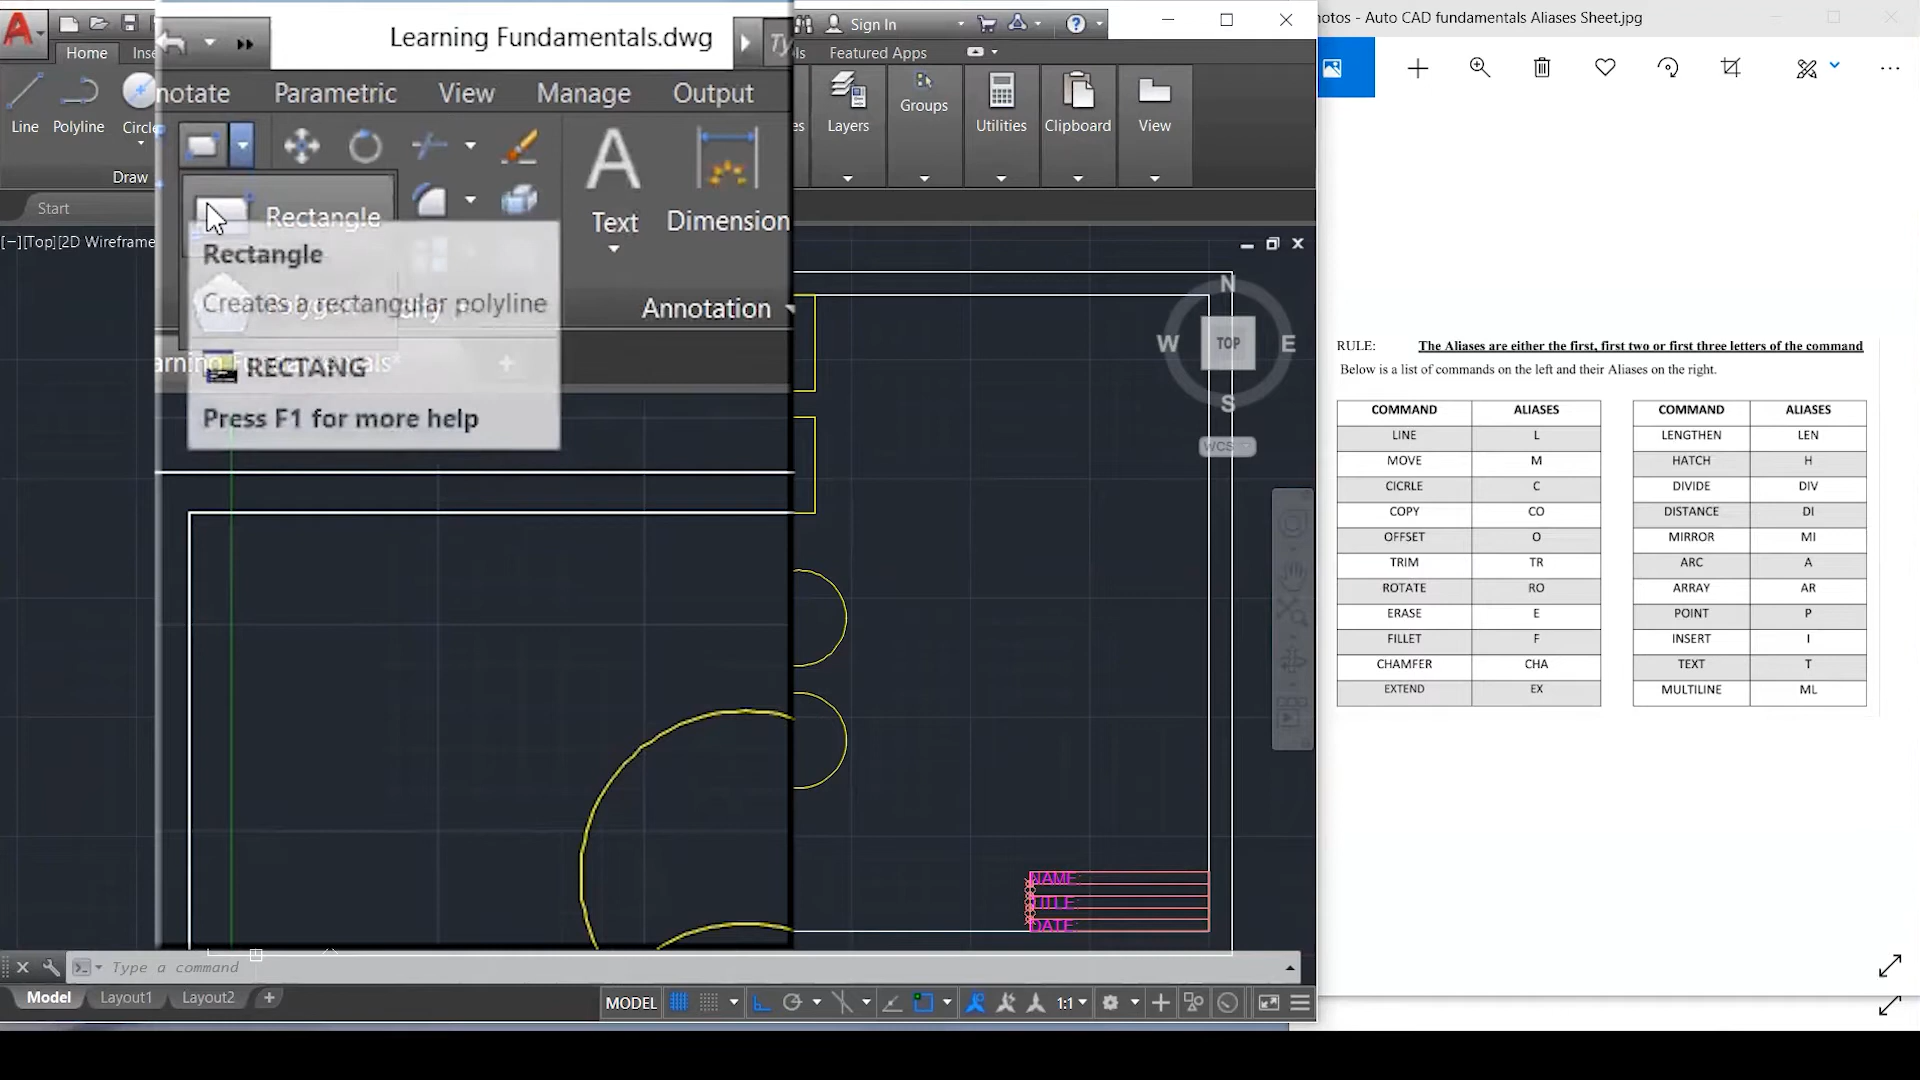 Learning Fundamentals.dwg
Sign In
Home
notate
Parametric
View
Manage
Output
Featured Apps
Line
Polyline
Circle
Draw
Rectangle
Text
Dimension
Annotation
Layers
Groups
Utilities
Clipboard
View
Rectangle
Creates a rectangular polyline
RECTANG
Press F1 for more help
Start
[−][Top][2D Wireframe
N
W
TOP
E
S
WCS
NAME
TITLE
DATE
Type a command
Model
Layout1
Layout2
+
MODEL
1:1
hotos - Auto CAD fundamentals Aliases Sheet.jpg
RULE: The Aliases are either the first, first two or first three letters of the command
Below is a list of commands on the left and their Aliases on the right.
COMMAND ALIASES
LINE L
MOVE M
CICRLE C
COPY CO
OFFSET O
TRIM TR
ROTATE RO
ERASE E
FILLET F
CHAMFER CHA
EXTEND EX
COMMAND ALIASES
LENGTHEN LEN
HATCH H
DIVIDE DIV
DISTANCE DI
MIRROR MI
ARC A
ARRAY AR
POINT P
INSERT I
TEXT T
MULTILINE ML